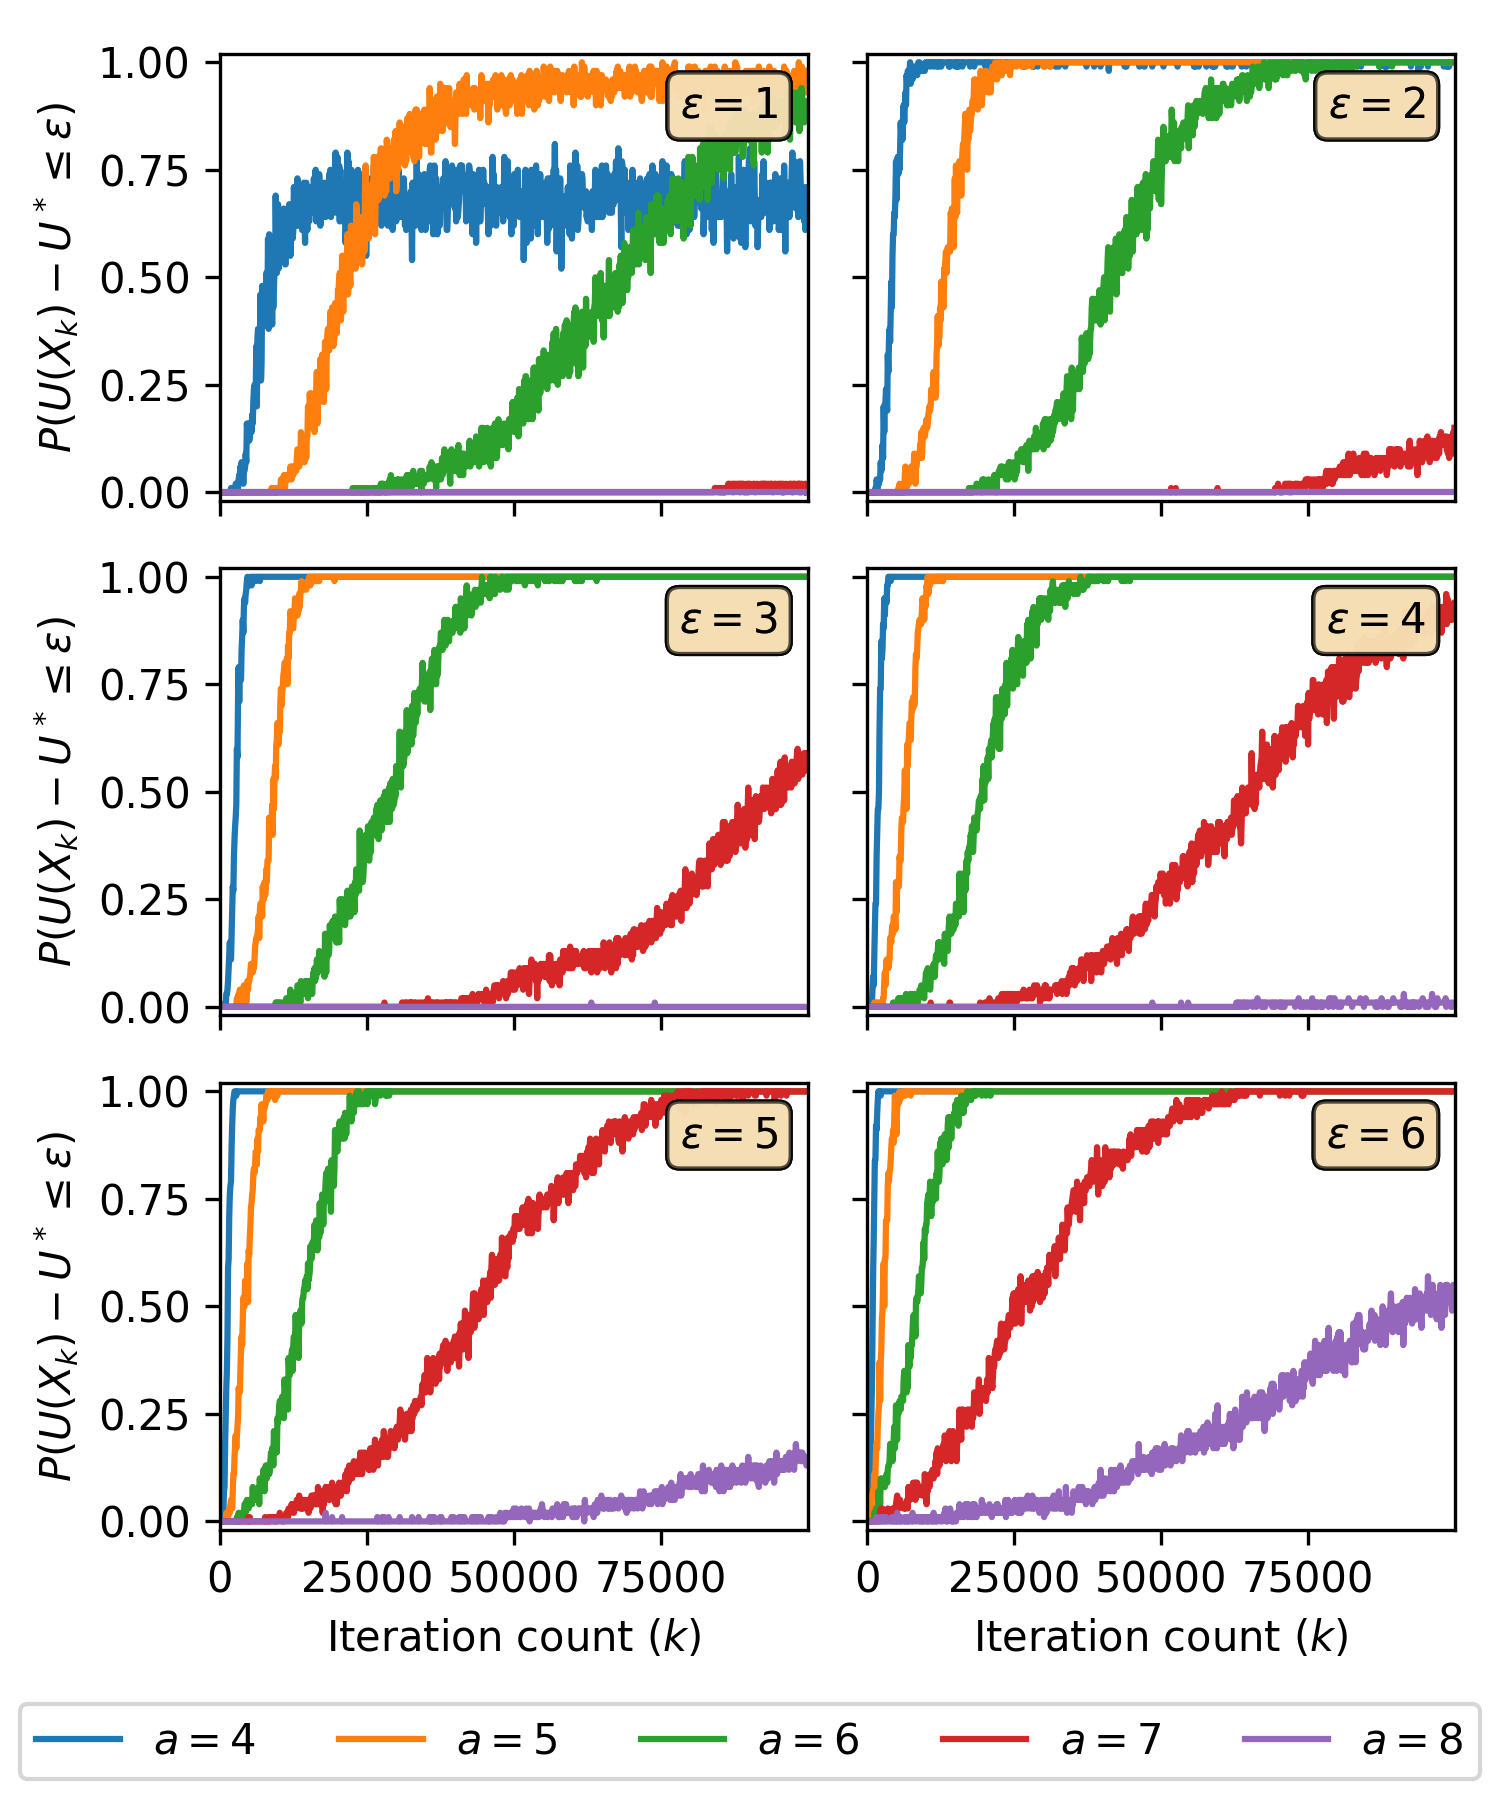 1.00
0.75
0.50
0.25
0.00
P(U(X_k) − U* ≤ ε)
ε = 1
ε = 2
1.00
0.75
0.50
0.25
0.00
P(U(X_k) − U* ≤ ε)
ε = 3
ε = 4
1.00
0.75
0.50
0.25
0.00
P(U(X_k) − U* ≤ ε)
ε = 5
ε = 6
0 25000 50000 75000
0 25000 50000 75000
Iteration count (k)
Iteration count (k)
a = 4 a = 5 a = 6 a = 7 a = 8